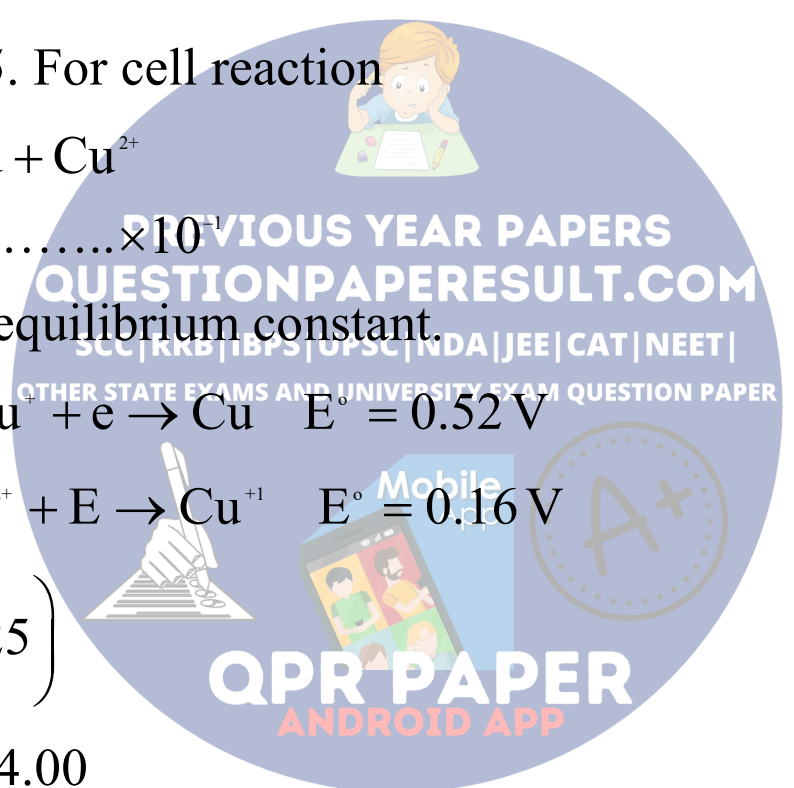 5. For cell reaction
+ Cu²⁺
PREVIOUS YEAR PAPERS
.......×10⁻¹
QUESTIONPAPERESULT.COM
equilibrium constant.
SCC|RRB|IBPS|UPSC|NDA|JEE|CAT|NEET|
OTHER STATE EXAMS AND UNIVERSITY EXAM QUESTION PAPER
u⁺ + e → Cu E° = 0.52 V
Mobile
App
A+
⁺ + E → Cu⁺¹ E° = 0.16 V
25)
QPR PAPER
ANDROID APP
4.00